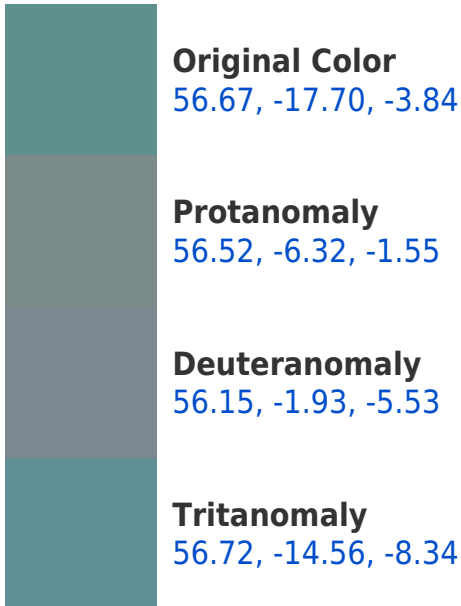 Original Color
56.67, -17.70, -3.84
Protanomaly
56.52, -6.32, -1.55
Deuteranomaly
56.15, -1.93, -5.53
Tritanomaly
56.72, -14.56, -8.34